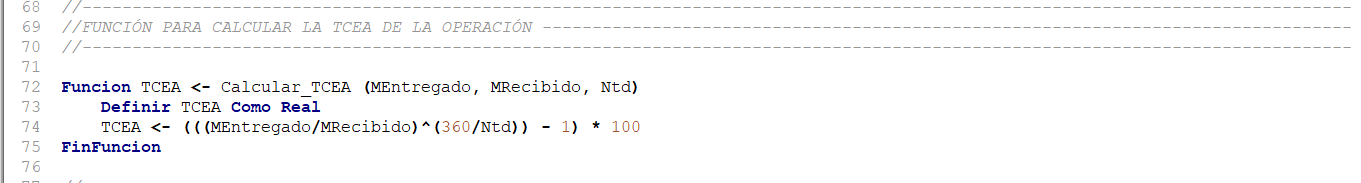 68 //-------------------------------------------------------------------------------------------------------------------------------
69 //FUNCIÓN PARA CALCULAR LA TCEA DE LA OPERACIÓN ---------------------------------------------------------------------------------
70 //-------------------------------------------------------------------------------------------------------------------------------
71
72 Funcion TCEA <- Calcular_TCEA (MEntregado, MRecibido, Ntd)
73 Definir TCEA Como Real
74 TCEA <- (((MEntregado/MRecibido)^(360/Ntd)) - 1) * 100
75 FinFuncion
76